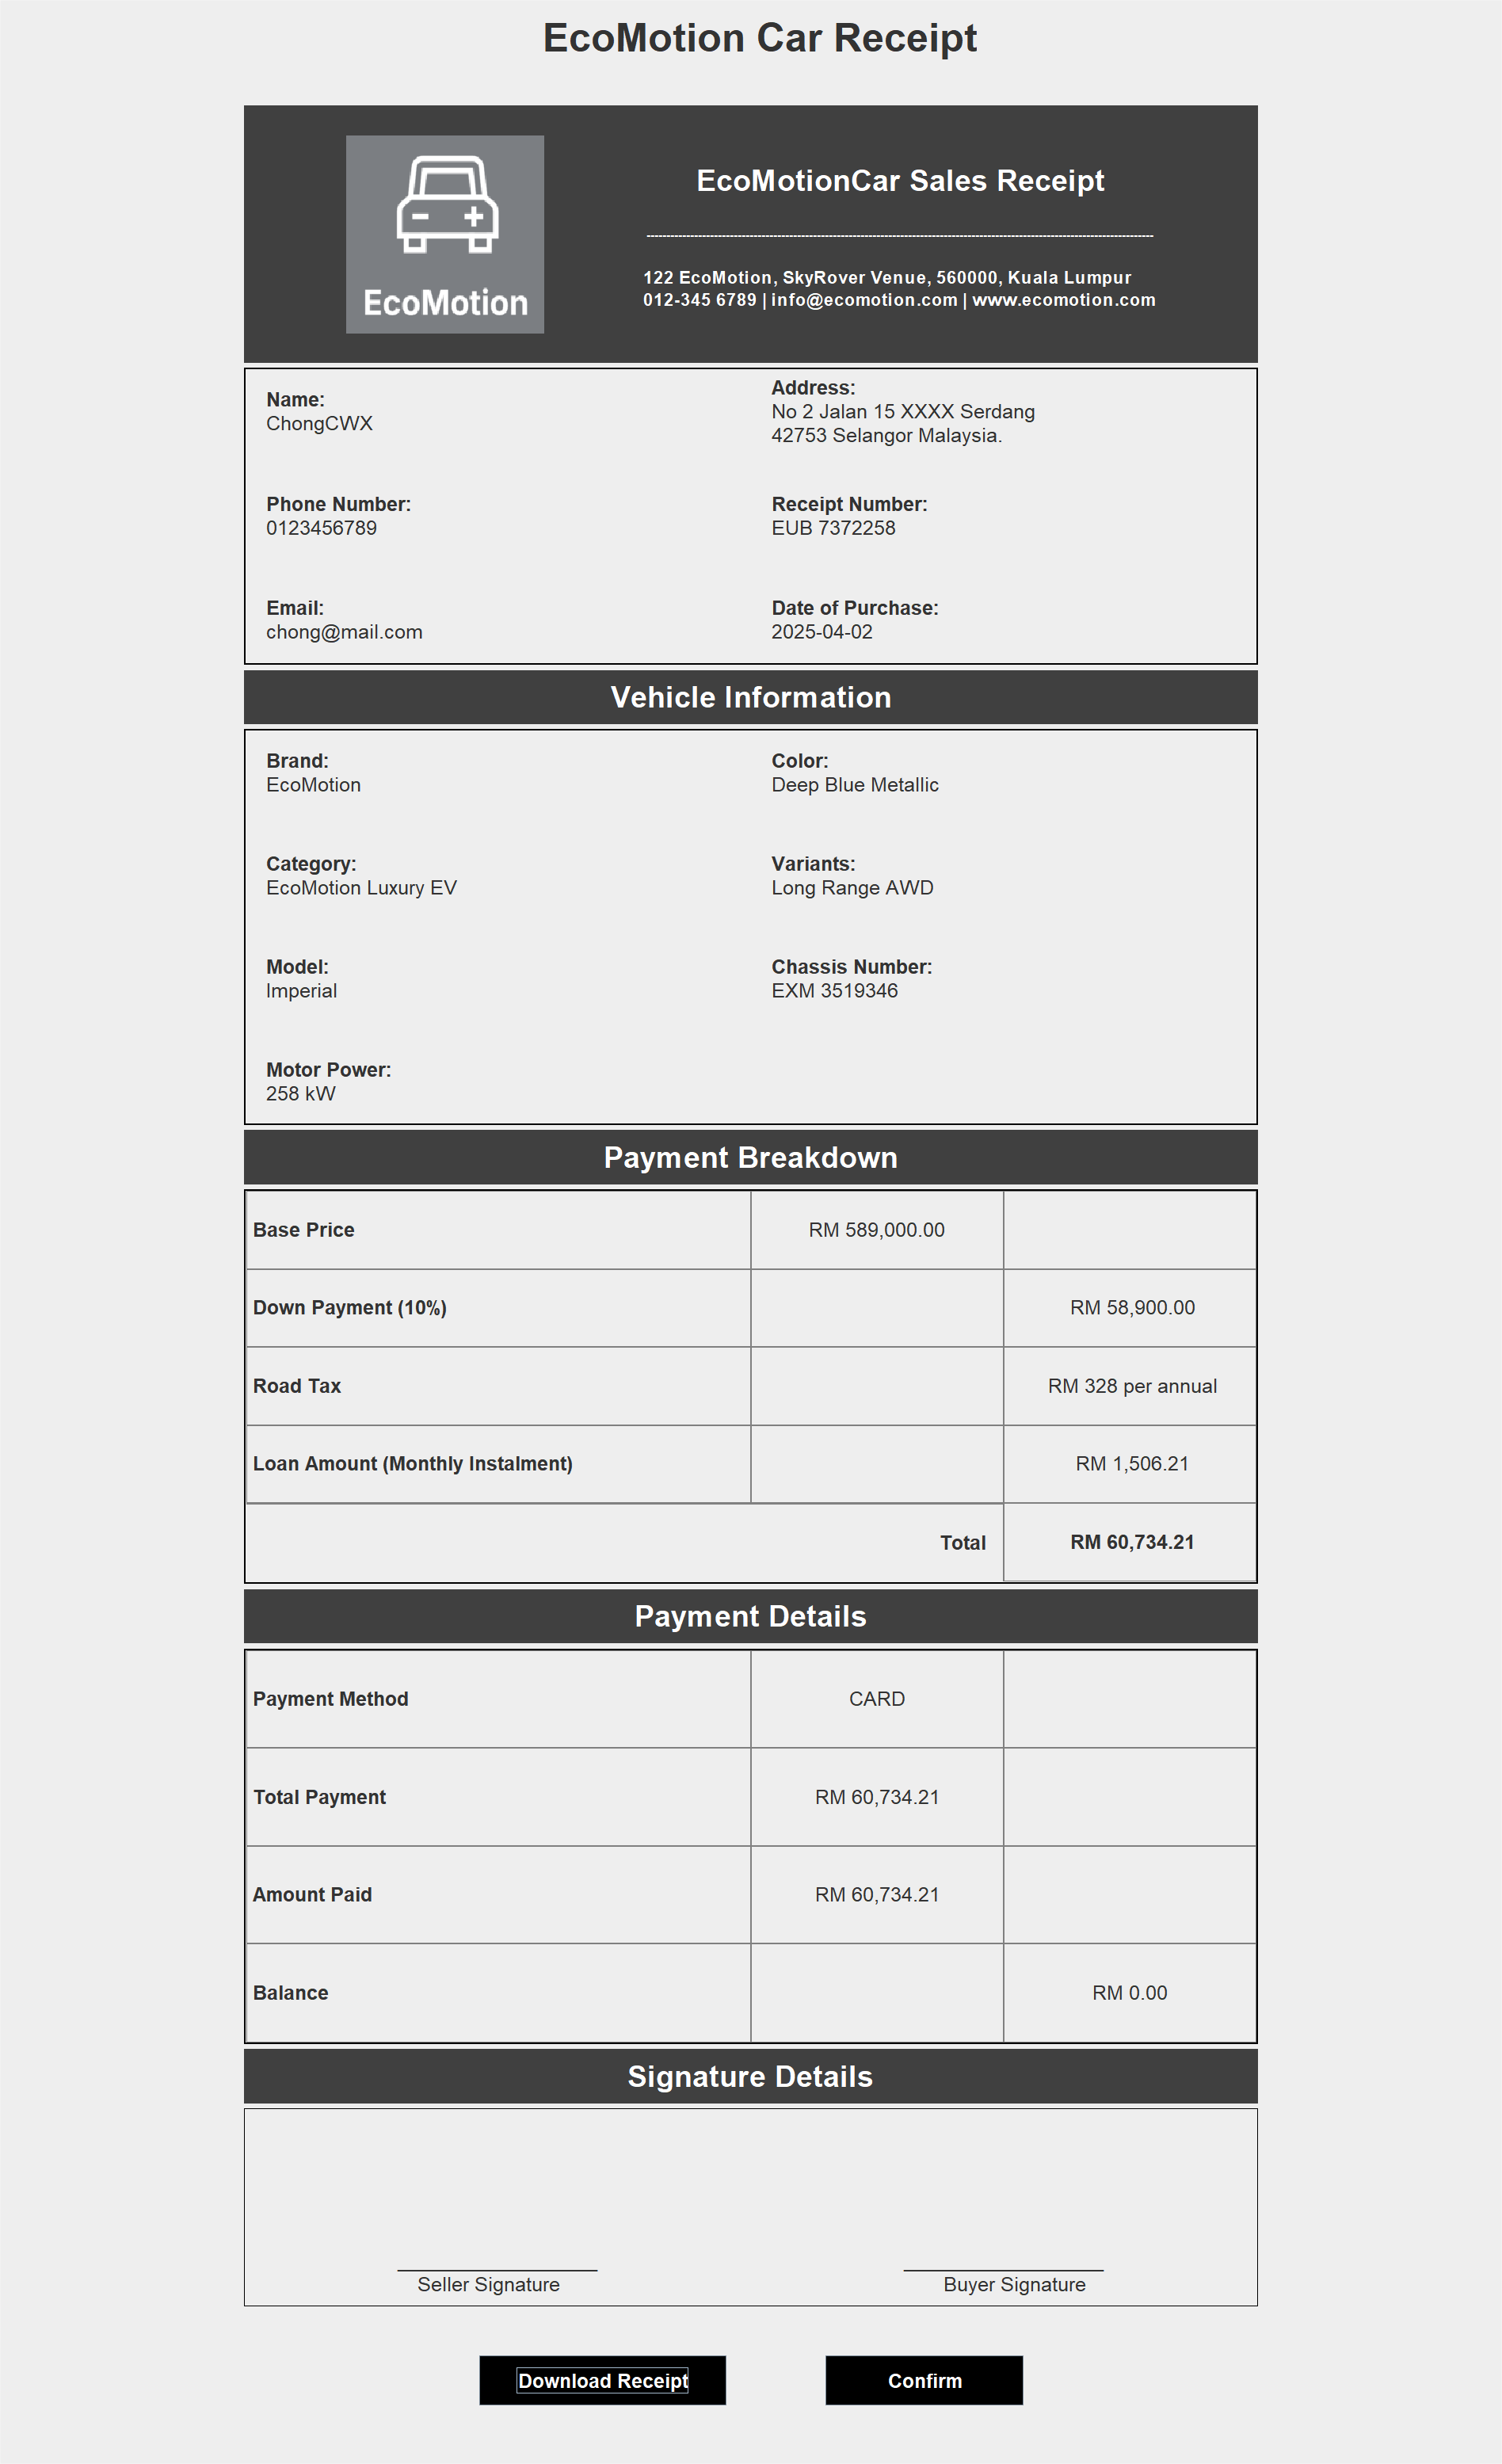 EcoMotion Car Receipt
EcoMotion
EcoMotionCar Sales Receipt
--------------------------------------------------------------------------------------------------------------------------------
122 EcoMotion, SkyRover Venue, 560000, Kuala Lumpur
012-345 6789 | info@ecomotion.com | www.ecomotion.com
Name:
ChongCWX
Address:
No 2 Jalan 15 XXXX Serdang
42753 Selangor Malaysia.
Phone Number:
0123456789
Receipt Number:
EUB 7372258
Email:
chong@mail.com
Date of Purchase:
2025-04-02
Vehicle Information
Brand:
EcoMotion
Color:
Deep Blue Metallic
Category:
EcoMotion Luxury EV
Variants:
Long Range AWD
Model:
Imperial
Chassis Number:
EXM 3519346
Motor Power:
258 kW
Payment Breakdown
Base Price RM 589,000.00
Down Payment (10%) RM 58,900.00
Road Tax RM 328 per annual
Loan Amount (Monthly Instalment) RM 1,506.21
Total RM 60,734.21
Payment Details
Payment Method CARD
Total Payment RM 60,734.21
Amount Paid RM 60,734.21
Balance RM 0.00
Signature Details
Seller Signature Buyer Signature
Download Receipt Confirm